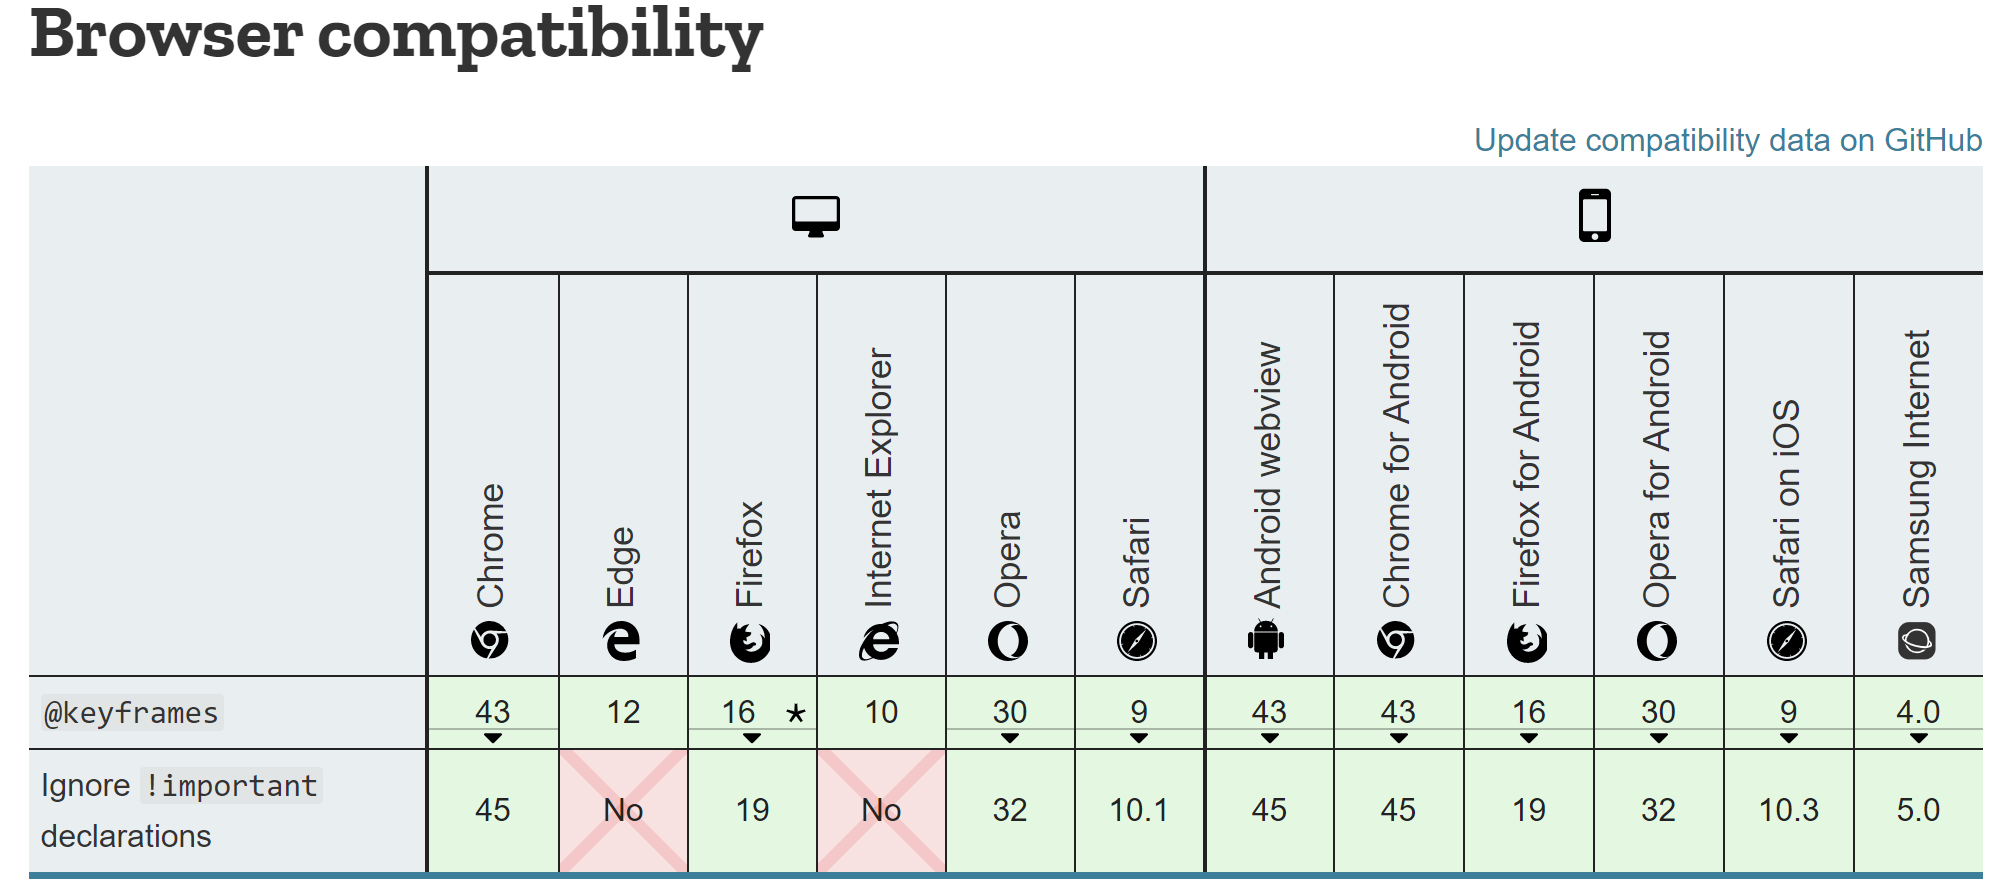 Browser compatibility
Update compatibility data on GitHub
Chrome
Edge
Firefox
Internet Explorer
Opera
Safari
Android webview
Chrome for Android
Firefox for Android
Opera for Android
Safari on iOS
Samsung Internet
@keyframes 43 12 16 * 10 30 9 43 43 16 30 9 4.0
Ignore !important
declarations
45 No 19 No 32 10.1 45 45 19 32 10.3 5.0